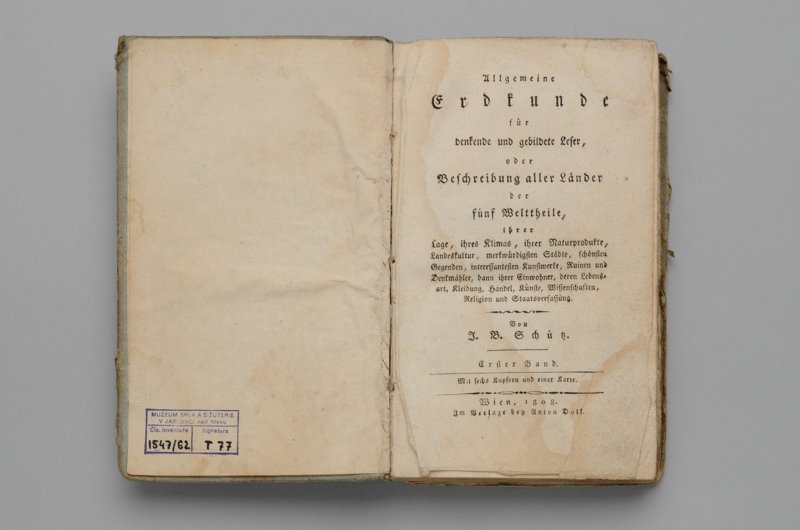 MUZEUM SKLA A BIŽUTERIE
V JABLONCI nad Nisou
Čís. inventáře
Signatura
1547/62
T 77
Allgemeine
Erdkunde
für
denkende und gebildete Leser,
oder
Beschreibung aller Länder
der
fünf Welttheile,
ihrer
Lage, ihres Klimas, ihrer Naturprodukte,
Landeskultur, merkwürdigsten Städte, schönsten
Gegenden, interessantesten Kunstwerke, Ruinen und
Denkmähler, dann ihrer Einwohner, deren Lebens-
art, Kleidung, Handel, Künste, Wissenschaften,
Religion und Staatsverfassung.
Von
J. B. Schütz.
Erster Band.
Mit sechs Kupfern und einer Karte.
Wien, 1808.
Im Verlage bey Anton Doll.